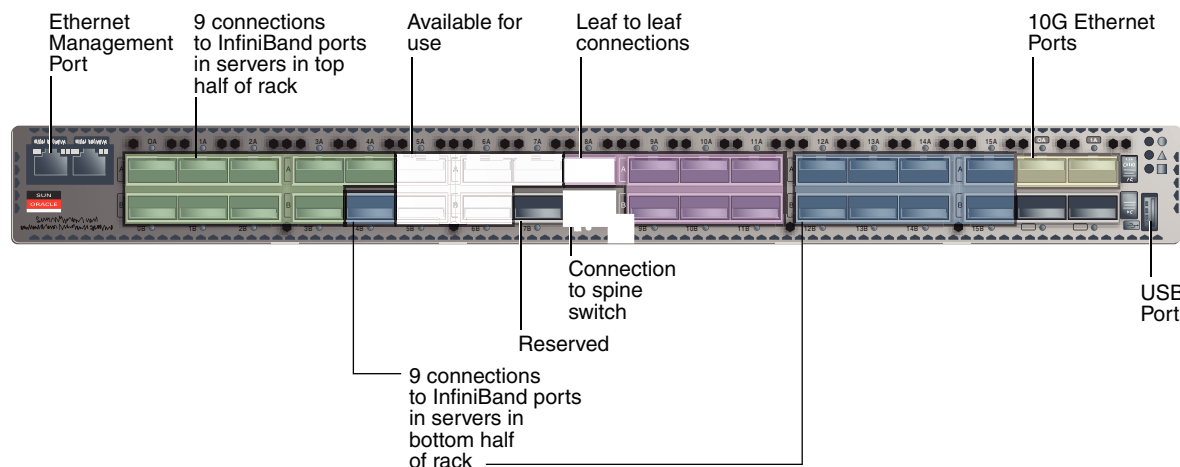 Ethernet
Management
Port
9 connections
to InfiniBand ports
in servers in top
half of rack
Available for
use
Leaf to leaf
connections
10G Ethernet
Ports
0A 1A 2A 3A 4A 5A 6A 7A 8A 9A 10A 11A 12A 13A 14A 15A 0A 1A
A A A A A
SUN
ORACLE
B B B B B
0B 1B 2B 3B 4B 5B 6B 7B 9B 10B 11B 12B 13B 14B 15B
Connection
to spine
switch
USB
Port
Reserved
9 connections
to InfiniBand ports
in servers in
bottom half
of rack